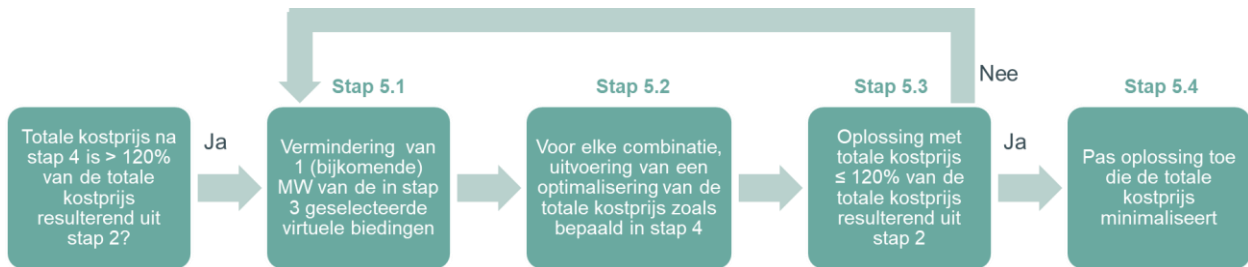 Totale kostprijs na
stap 4 is > 120%
van de totale
kostprijs
resulterend uit
stap 2?
Ja
Stap 5.1
Vermindering van
1 (bijkomende)
MW van de in stap
3 geselecteerde
virtuele biedingen
Stap 5.2
Voor elke combinatie,
uitvoering van een
optimalisering van de
totale kostprijs zoals
bepaald in stap 4
Stap 5.3
Oplossing met
totale kostprijs
≤ 120% van de
totale kostprijs
resulterend uit
stap 2
Nee
Ja
Stap 5.4
Pas oplossing toe
die de totale
kostprijs
minimaliseert